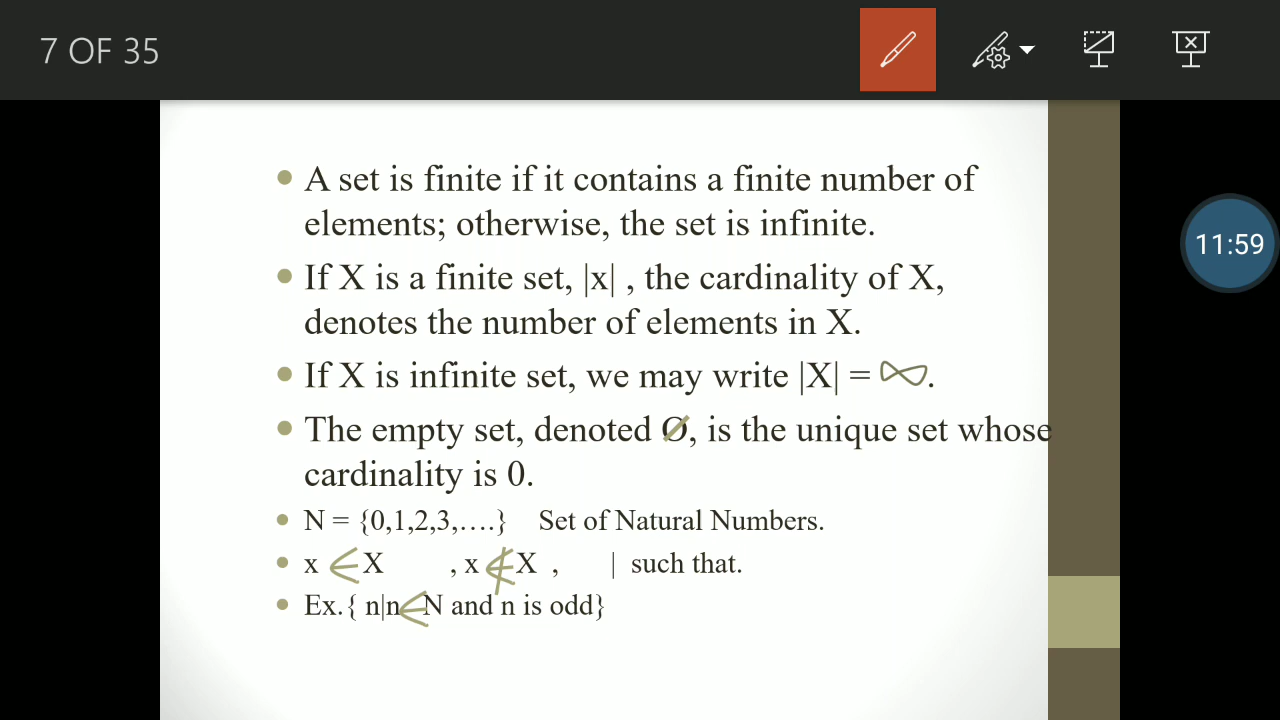 7 OF 35
11:59
A set is finite if it contains a finite number of
elements; otherwise, the set is infinite.
If X is a finite set, |x| , the cardinality of X,
denotes the number of elements in X.
If X is infinite set, we may write |X| = ∞.
The empty set, denoted Ø, is the unique set whose
cardinality is 0.
N = {0,1,2,3,….} Set of Natural Numbers.
x ∈ X , x ∉ X , | such that.
Ex.{ n|n ∈ N and n is odd}